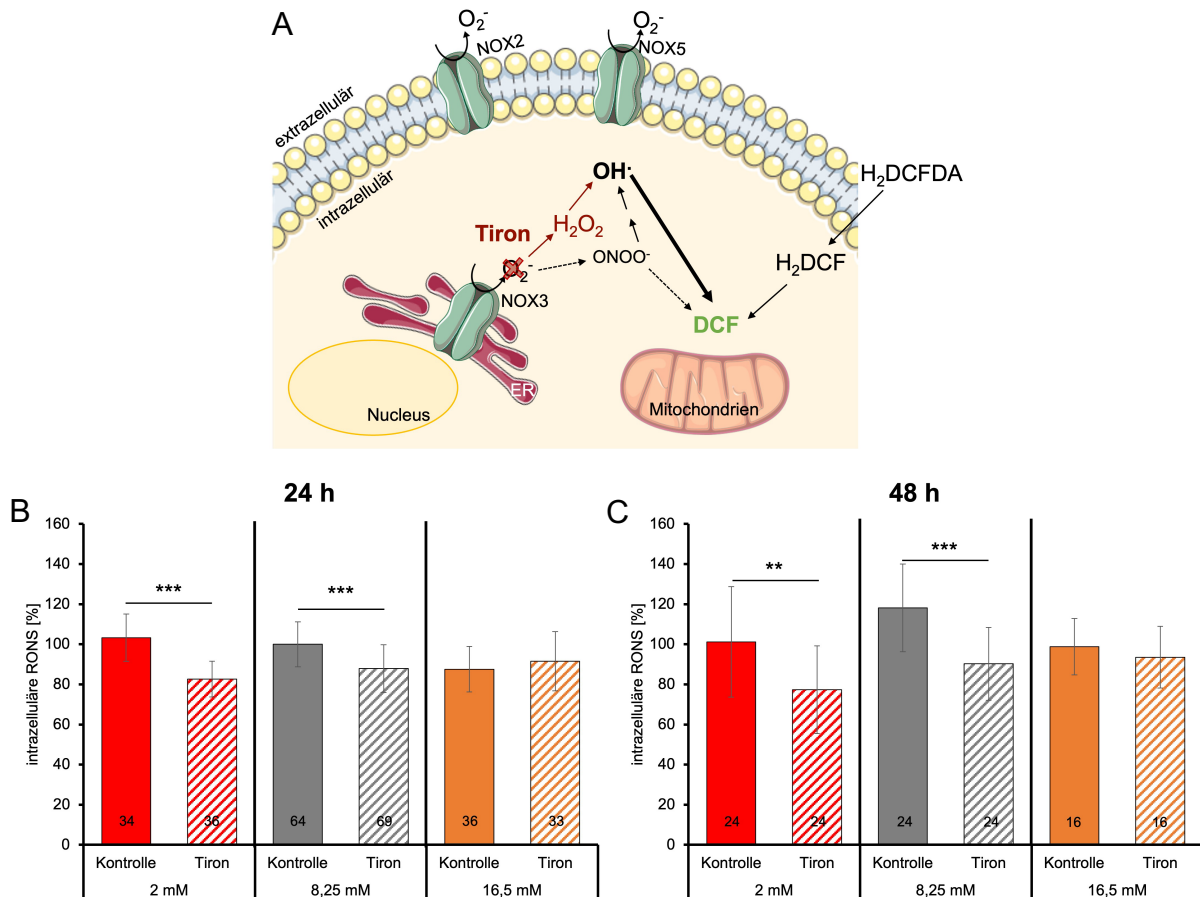 A
O₂⁻
NOX2
O₂⁻
NOX5
extrazellulär
intrazellulär
OH·
H₂DCFDA
Tiron
H₂O₂
O₂⁻
ONOO⁻
H₂DCF
NOX3
DCF
ER
Nucleus
Mitochondrien
B
24 h
intrazelluläre RONS [%]
160
140
120
100
80
60
40
20
0
***
***
34
36
64
69
36
33
Kontrolle Tiron Kontrolle Tiron Kontrolle Tiron
2 mM 8,25 mM 16,5 mM
C
48 h
intrazelluläre RONS [%]
160
140
120
100
80
60
40
20
0
**
***
24
24
24
24
16
16
Kontrolle Tiron Kontrolle Tiron Kontrolle Tiron
2 mM 8,25 mM 16,5 mM